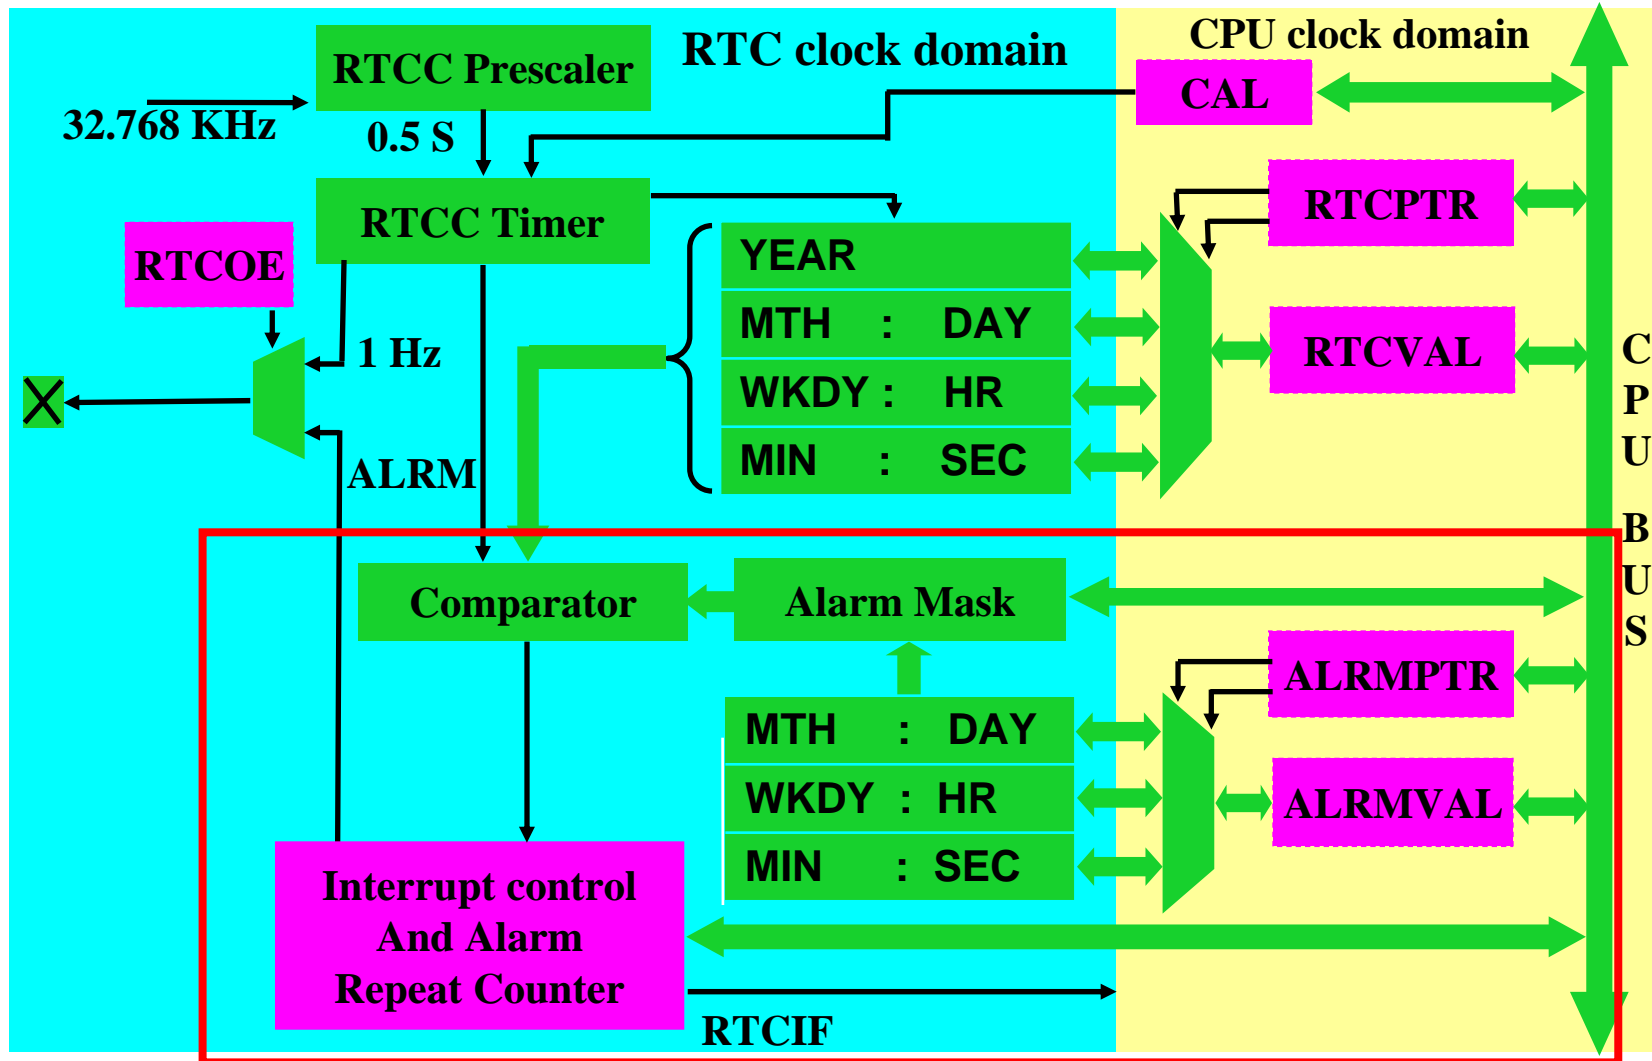 RTC clock domain
CPU clock domain
RTCC Prescaler
CAL
32.768 KHz
0.5 S
RTCC Timer
RTCPTR
RTCOE
YEAR
MTH : DAY
1 Hz
WKDY : HR
RTCVAL
MIN : SEC
ALRM
CPU BUS
Comparator
Alarm Mask
ALRMPTR
MTH : DAY
WKDY : HR
ALRMVAL
MIN : SEC
Interrupt control
And Alarm
Repeat Counter
RTCIF